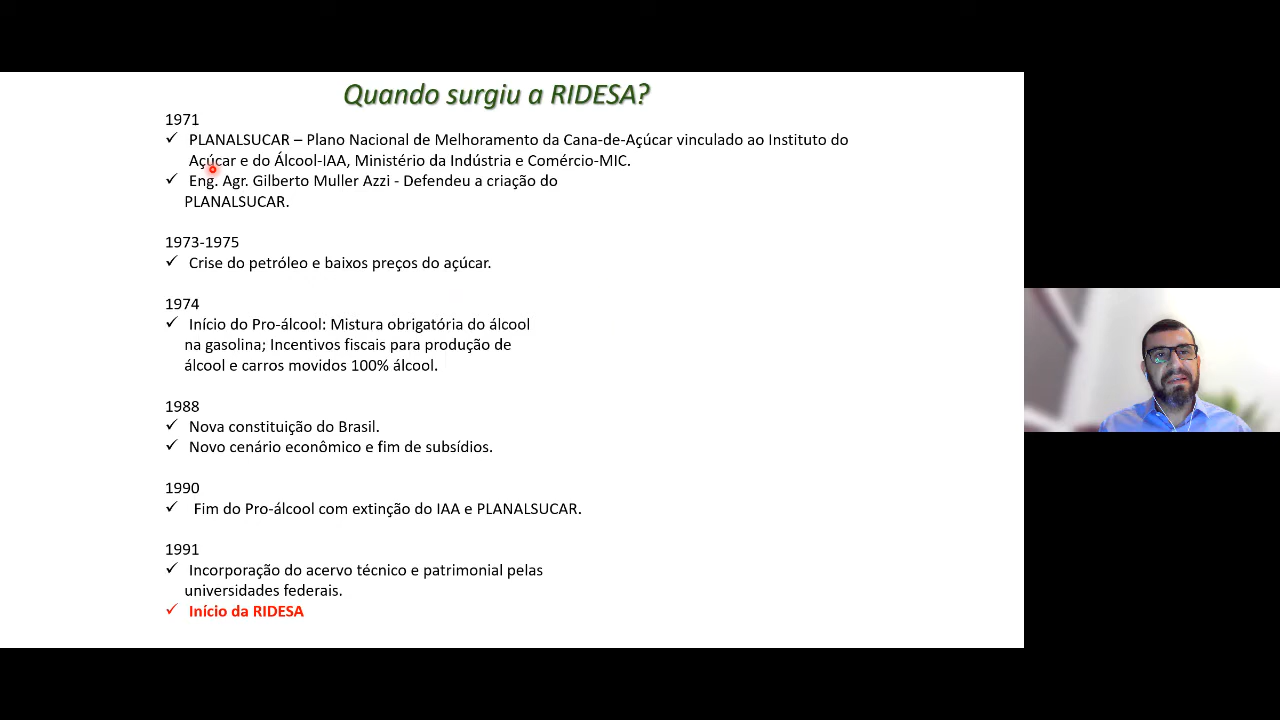 Quando surgiu a RIDESA?
1971
✓ PLANALSUCAR – Plano Nacional de Melhoramento da Cana-de-Açúcar vinculado ao Instituto do
Açúcar e do Álcool-IAA, Ministério da Indústria e Comércio-MIC.
✓ Eng. Agr. Gilberto Muller Azzi - Defendeu a criação do
PLANALSUCAR.
1973-1975
✓ Crise do petróleo e baixos preços do açúcar.
1974
✓ Início do Pro-álcool: Mistura obrigatória do álcool
na gasolina; Incentivos fiscais para produção de
álcool e carros movidos 100% álcool.
1988
✓ Nova constituição do Brasil.
✓ Novo cenário econômico e fim de subsídios.
1990
✓ Fim do Pro-álcool com extinção do IAA e PLANALSUCAR.
1991
✓ Incorporação do acervo técnico e patrimonial pelas
universidades federais.
✓ Início da RIDESA